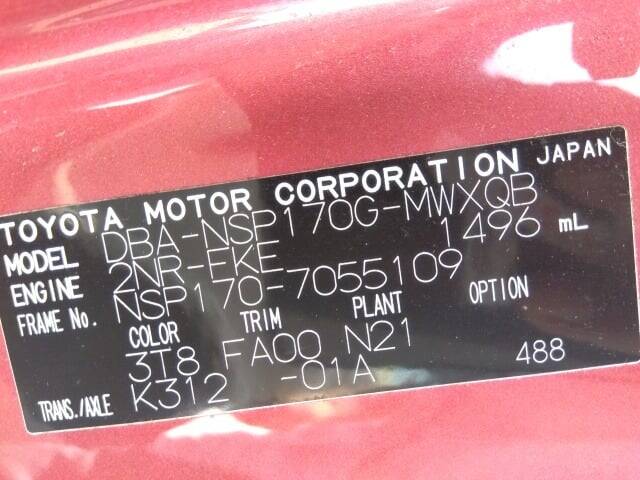 TOYOTA MOTOR CORPORATION JAPAN
MODEL DBA-NSP170G-MWXQB
ENGINE 2NR-FKE 1496 mL
FRAME No. NSP170-7055109
COLOR TRIM PLANT OPTION
3T8 FA00 N21
TRANS./AXLE K312 -01A 488